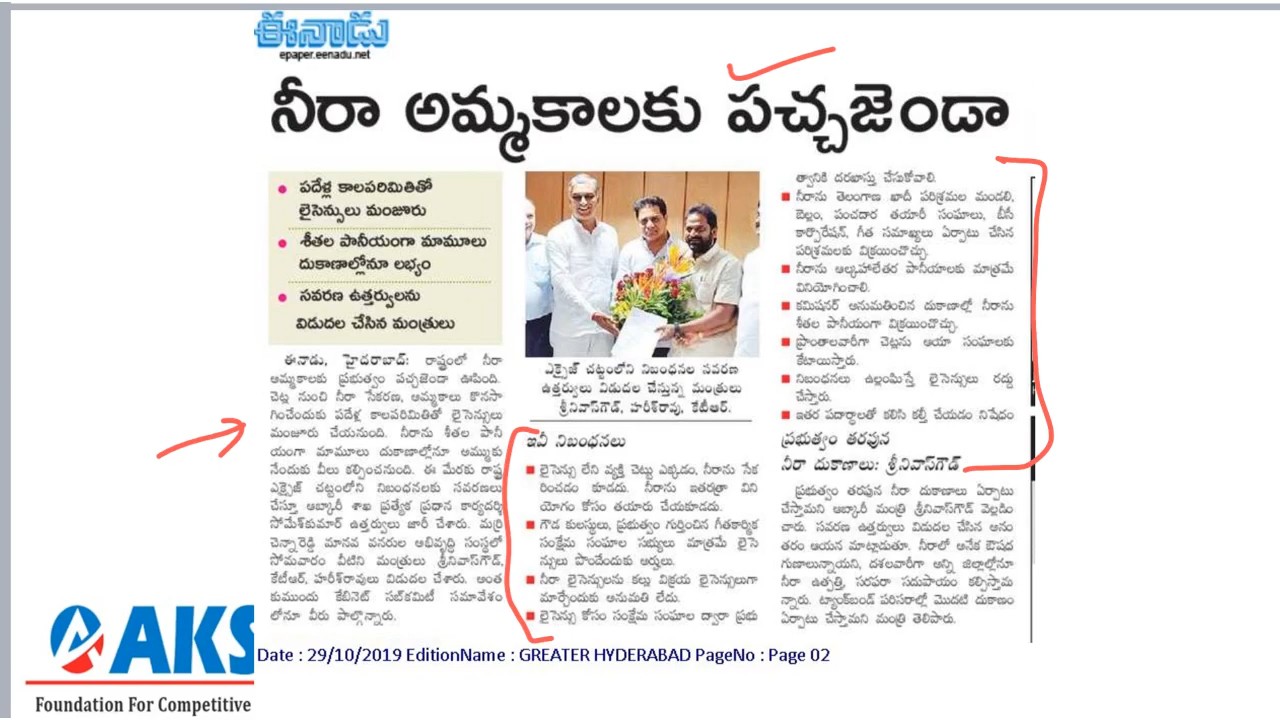 ఈనాడు
epaper.eenadu.net
నీరా అమ్మకాలకు పచ్చజెండా
పదేళ్ల కాలపరిమితితో
లైసెన్సులు మంజూరు
శీతల పానీయంగా మామూలు
దుకాణాల్లోనూ లభ్యం
సవరణ ఉత్తర్వులను
విడుదల చేసిన మంత్రులు
ఈనాడు, హైదరాబాద్: రాష్ట్రంలో నీరా
అమ్మకాలకు ప్రభుత్వం పచ్చజెండా ఊపింది.
చెట్ల నుంచి నీరా సేకరణ, అమ్మకాలు కొనసా
గించేందుకు పదేళ్ల కాలపరిమితితో లైసెన్సులు
మంజూరు చేయనుంది. నీరాను శీతల పానీ
యంగా మామూలు దుకాణాల్లోనూ అమ్ముకు
నేందుకు వీలు కల్పించనుంది. ఈ మేరకు రాష్ట్ర
ఎక్సైజ్ చట్టంలోని నిబంధనలకు సవరణలు
చేస్తూ ఆబ్కారీ శాఖ ప్రత్యేక ప్రధాన కార్యదర్శి
సోమేశ్‌కుమార్ ఉత్తర్వులు జారీ చేశారు. మర్రి
చెన్నారెడ్డి మానవ వనరుల అభివృద్ధి సంస్థలో
సోమవారం వీటిని మంత్రులు శ్రీనివాస్‌గౌడ్,
కేటీఆర్, హరీశ్‌రావులు విడుదల చేశారు. అంత
కుముందు కేబినెట్ సబ్‌కమిటీ సమావేశం
లోనూ వీరు పాల్గొన్నారు.
ఎక్సైజ్ చట్టంలోని నిబంధనల సవరణ
ఉత్తర్వులు విడుదల చేస్తున్న మంత్రులు
శ్రీనివాస్‌గౌడ్, హరీశ్‌రావు, కేటీఆర్.
ఇవీ నిబంధనలు
లైసెన్సు లేని వ్యక్తి చెట్టు ఎక్కడం, నీరాను సేక
రించడం కూడదు. నీరాను ఇతరత్రా విని
యోగం కోసం తయారు చేయకూడదు.
గౌడ కులస్థులు, ప్రభుత్వం గుర్తించిన గీతకార్మిక
సంక్షేమ సంఘాల సభ్యులు మాత్రమే లైసె
న్సులు పొందేందుకు అర్హులు.
నీరా లైసెన్సులను కల్లు విక్రయ లైసెన్సులుగా
మార్చేందుకు అనుమతి లేదు.
లైసెన్సు కోసం సంక్షేమ సంఘాల ద్వారా ప్రభు
త్వానికి దరఖాస్తు చేసుకోవాలి.
నీరాను తెలంగాణ ఖాదీ పరిశ్రమల మండలి,
బెల్లం, పంచదార తయారీ సంఘాలు, బీసీ
కార్పొరేషన్, గీత సమాఖ్యలు ఏర్పాటు చేసిన
పరిశ్రమలకు విక్రయించొచ్చు.
నీరాను ఆల్కహాలేతర పానీయాలకు మాత్రమే
వినియోగించాలి.
కమిషనర్ అనుమతించిన దుకాణాల్లో నీరాను
శీతల పానీయంగా విక్రయించొచ్చు.
ప్రాంతాలవారీగా చెట్లను ఆయా సంఘాలకు
కేటాయిస్తారు.
నిబంధనలు ఉల్లంఘిస్తే లైసెన్సులు రద్దు
చేస్తారు.
ఇతర పదార్థాలతో కలిసి కల్తీ చేయడం నిషేధం
ప్రభుత్వం తరపున
నీరా దుకాణాలు: శ్రీనివాస్‌గౌడ్
ప్రభుత్వం తరపున నీరా దుకాణాలు ఏర్పాటు
చేస్తామని ఆబ్కారీ మంత్రి శ్రీనివాస్‌గౌడ్ వెల్లడిం
చారు. సవరణ ఉత్తర్వులు విడుదల చేసిన అనం
తరం ఆయన మాట్లాడుతూ. నీరాలో అనేక ఔషధ
గుణాలున్నాయని, దశలవారీగా అన్ని జిల్లాల్లోనూ
నీరా ఉత్పత్తి, సరఫరా సదుపాయం కల్పిస్తామ
న్నారు. ట్యాంక్‌బండ్ పరిసరాల్లో మొదటి దుకాణం
ఏర్పాటు చేస్తామని మంత్రి తెలిపారు.
Date : 29/10/2019 EditionName : GREATER HYDERABAD PageNo : Page 02
AKS
Foundation For Competitive